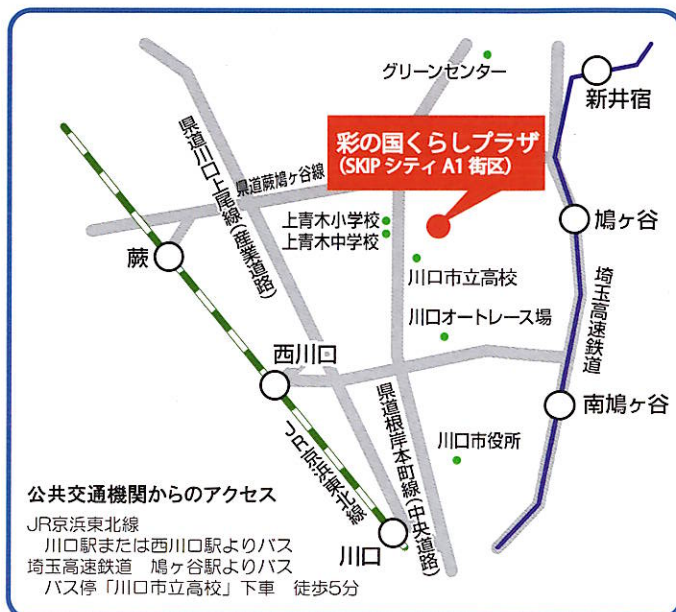 グリーンセンター
新井宿
彩の国くらしプラザ
(SKIPシティ A1街区)
県道川口上尾線(産業道路)
県道蕨鳩ヶ谷線
上青木小学校
上青木中学校
鳩ヶ谷
蕨
川口市立高校
埼玉高速鉄道
川口オートレース場
西川口
南鳩ヶ谷
県道根岸本町線(中央道路)
川口市役所
JR京浜東北線
川口
公共交通機関からのアクセス
JR京浜東北線
川口駅または西川口駅よりバス
埼玉高速鉄道 鳩ヶ谷駅よりバス
バス停「川口市立高校」下車 徒歩5分